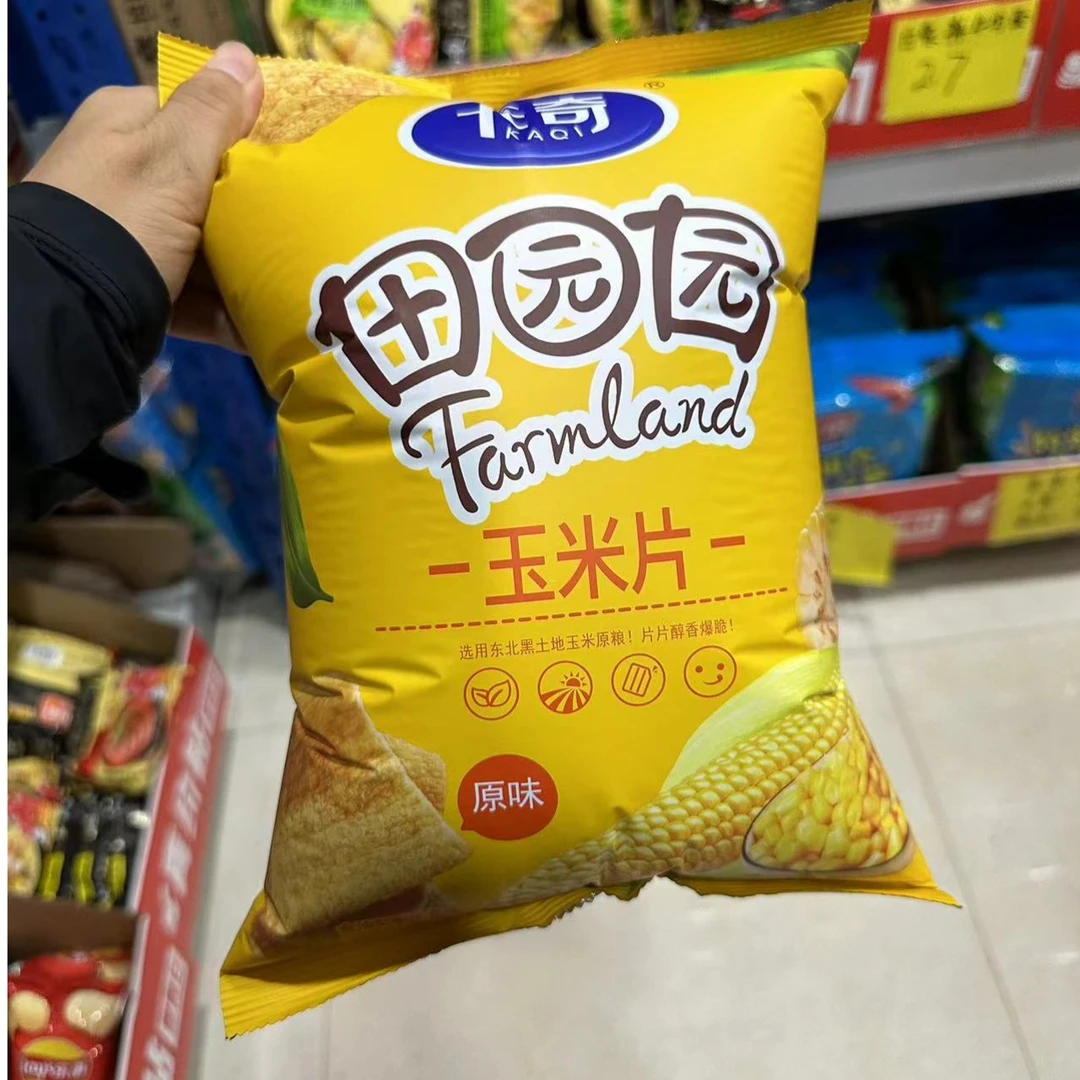 卡奇
®
KAQI
27
田园园
Farmland
-玉米片-
选用东北黑土地玉米原粮！片片醇香爆脆！
原味